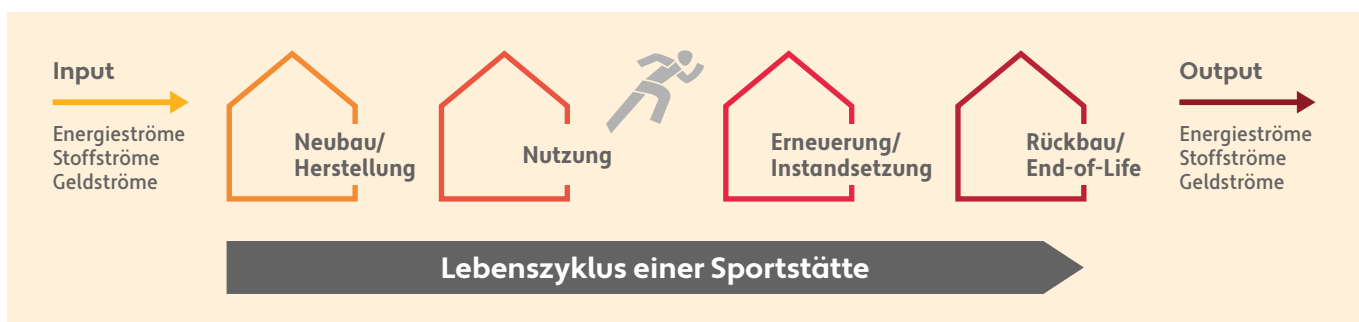 Input
Energieströme
Stoffströme
Geldströme
Neubau/
Herstellung
Nutzung
Erneuerung/
Instandsetzung
Rückbau/
End-of-Life
Output
Energieströme
Stoffströme
Geldströme
Lebenszyklus einer Sportstätte